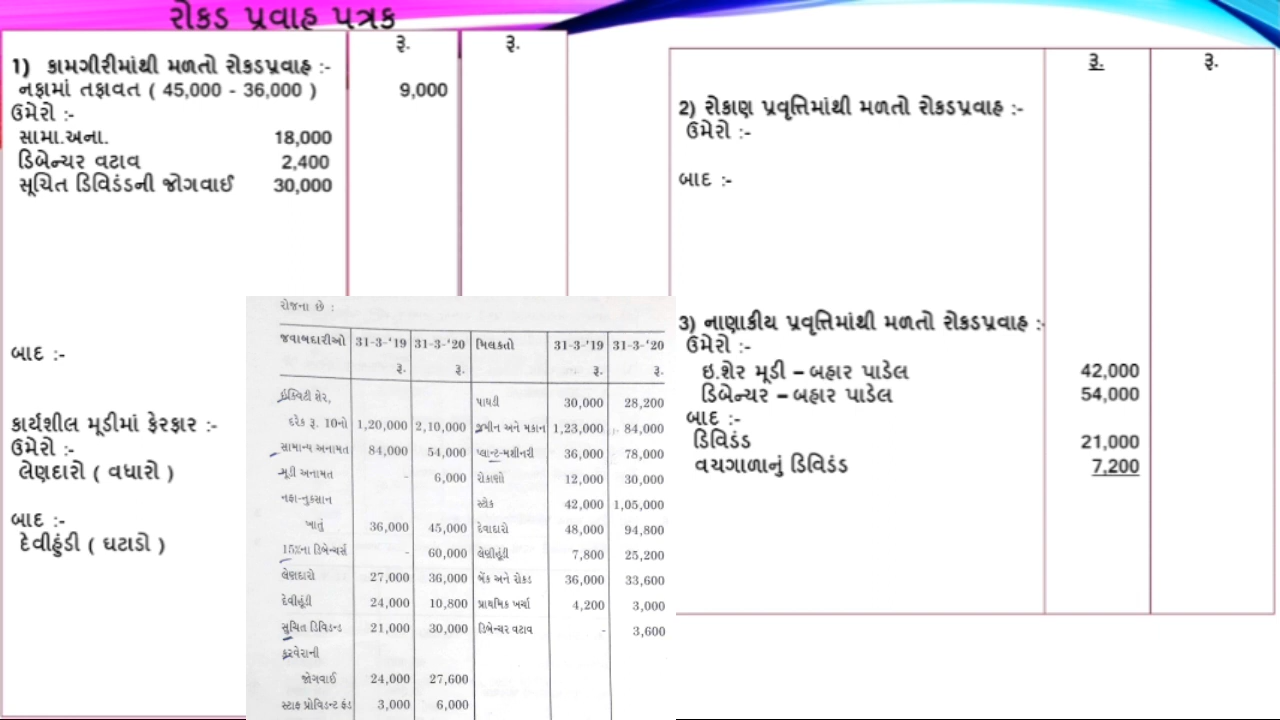 રોકડ પ્રવાહ પત્રક
રૂ. રૂ.
1) કામગીરીમાંથી મળતો રોકડપ્રવાહ :-
નફામાં તફાવત ( 45,000 - 36,000 ) 9,000
ઉમેરો :-
સામા.અના. 18,000
ડિબેન્ચર વટાવ 2,400
સૂચિત ડિવિડંડની જોગવાઈ 30,000
બાદ :-
કાર્યશીલ મૂડીમાં ફેરફાર :-
ઉમેરો :-
લેણદારો ( વધારો )
બાદ :-
દેવીહુંડી ( ઘટાડો )
રોજના છે :
જવાબદારીઓ 31-3-'19 31-3-'20 મિલકતો 31-3-'19 31-3-'20
રૂ. રૂ. રૂ. રૂ.
ઇક્વિટી શેર, પાઘડી 30,000 28,200
દરેક રૂ. 10નો 1,20,000 2,10,000 જમીન અને મકાન 1,23,000 84,000
સામાન્ય અનામત 84,000 54,000 પ્લાન્ટ-મશીનરી 36,000 78,000
મૂડી અનામત - 6,000 રોકાણો 12,000 30,000
નફા-નુકસાન સ્ટોક 42,000 1,05,000
ખાતું 36,000 45,000 દેવાદારો 48,000 94,800
15%ના ડિબેન્ચર્સ - 60,000 લેણીહૂંડી 7,800 25,200
લેણદારો 27,000 36,000 બેંક અને રોકડ 36,000 33,600
દેવીહૂંડી 24,000 10,800 પ્રાથમિક ખર્ચા 4,200 3,000
સુચિત ડિવિડન્ડ 21,000 30,000 ડિબેન્ચર વટાવ - 3,600
કરવેરાની
જોગવાઈ 24,000 27,600
સ્ટાફ પ્રોવિડન્ટ ફંડ 3,000 6,000
રૂ. રૂ.
2) રોકાણ પ્રવૃત્તિમાંથી મળતો રોકડપ્રવાહ :-
ઉમેરો :-
બાદ :-
3) નાણાકીય પ્રવૃત્તિમાંથી મળતો રોકડપ્રવાહ :-
ઉમેરો :-
ઇ.શેર મૂડી – બહાર પાડેલ 42,000
ડિબેન્ચર – બહાર પાડેલ 54,000
બાદ :-
ડિવિડંડ 21,000
વચગાળાનું ડિવિડંડ 7,200